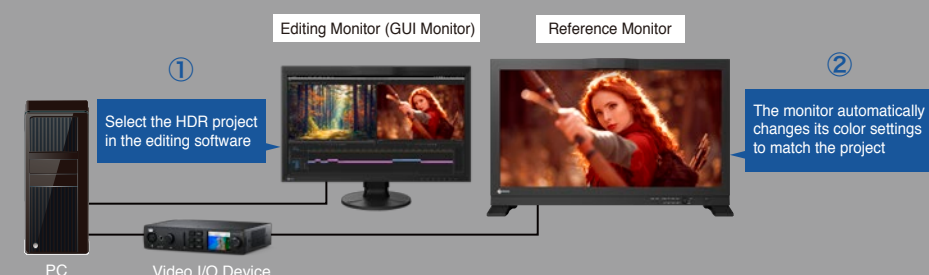 Editing Monitor (GUI Monitor)
Reference Monitor
①
Select the HDR project
in the editing software
②
The monitor automatically
changes its color settings
to match the project
PC
Video I/O Device